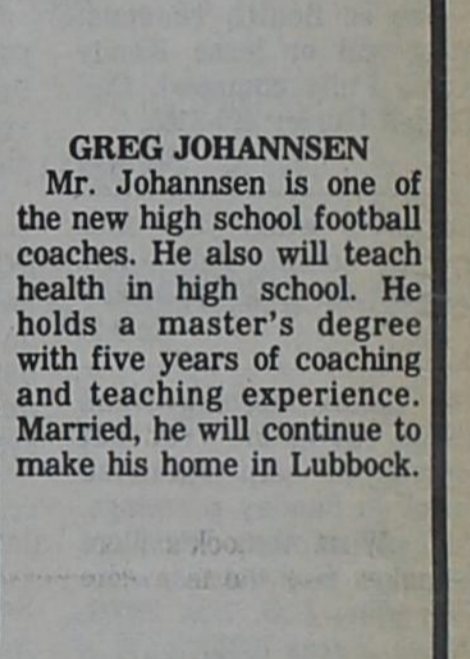 GREG JOHANNSEN
Mr. Johannsen is one of
the new high school football
coaches. He also will teach
health in high school. He
holds a master's degree
with five years of coaching
and teaching experience.
Married, he will continue to
make his home in Lubbock.